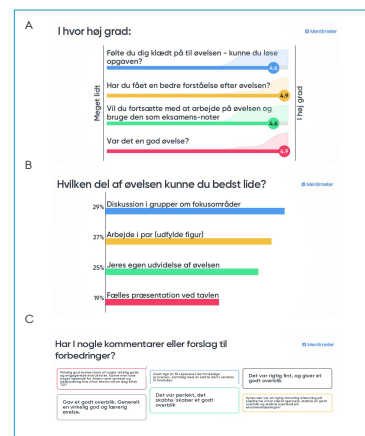 A
I hvor høj grad:
Mentimeter
Følte du dig klædt på til øvelsen - kunne du løse
opgaven?
4.6
Har du fået en bedre forståelse efter øvelsen?
4.9
Vil du fortsætte med at arbejde på øvelsen og
bruge den som eksamens-noter
4.6
Var det en god øvelse?
4.9
Meget lidt
I høj grad
B
Hvilken del af øvelsen kunne du bedst lide?
Mentimeter
29%
Diskussion i grupper om fokusområder
27%
Arbejde i par (udfylde figur)
25%
Jeres egen udvidelse af øvelsen
19%
Fælles præsentation ved tavlen
C
Har I nogle kommentarer eller forslag til
forbedringer?
Mentimeter
Det var rigtig fint, og giver et
godt overblik
Gav et godt overblik. Generelt
en virkelig god og lærerig
øvelse.
Det var perfekt, det
skabte/skaber et godt
overblik